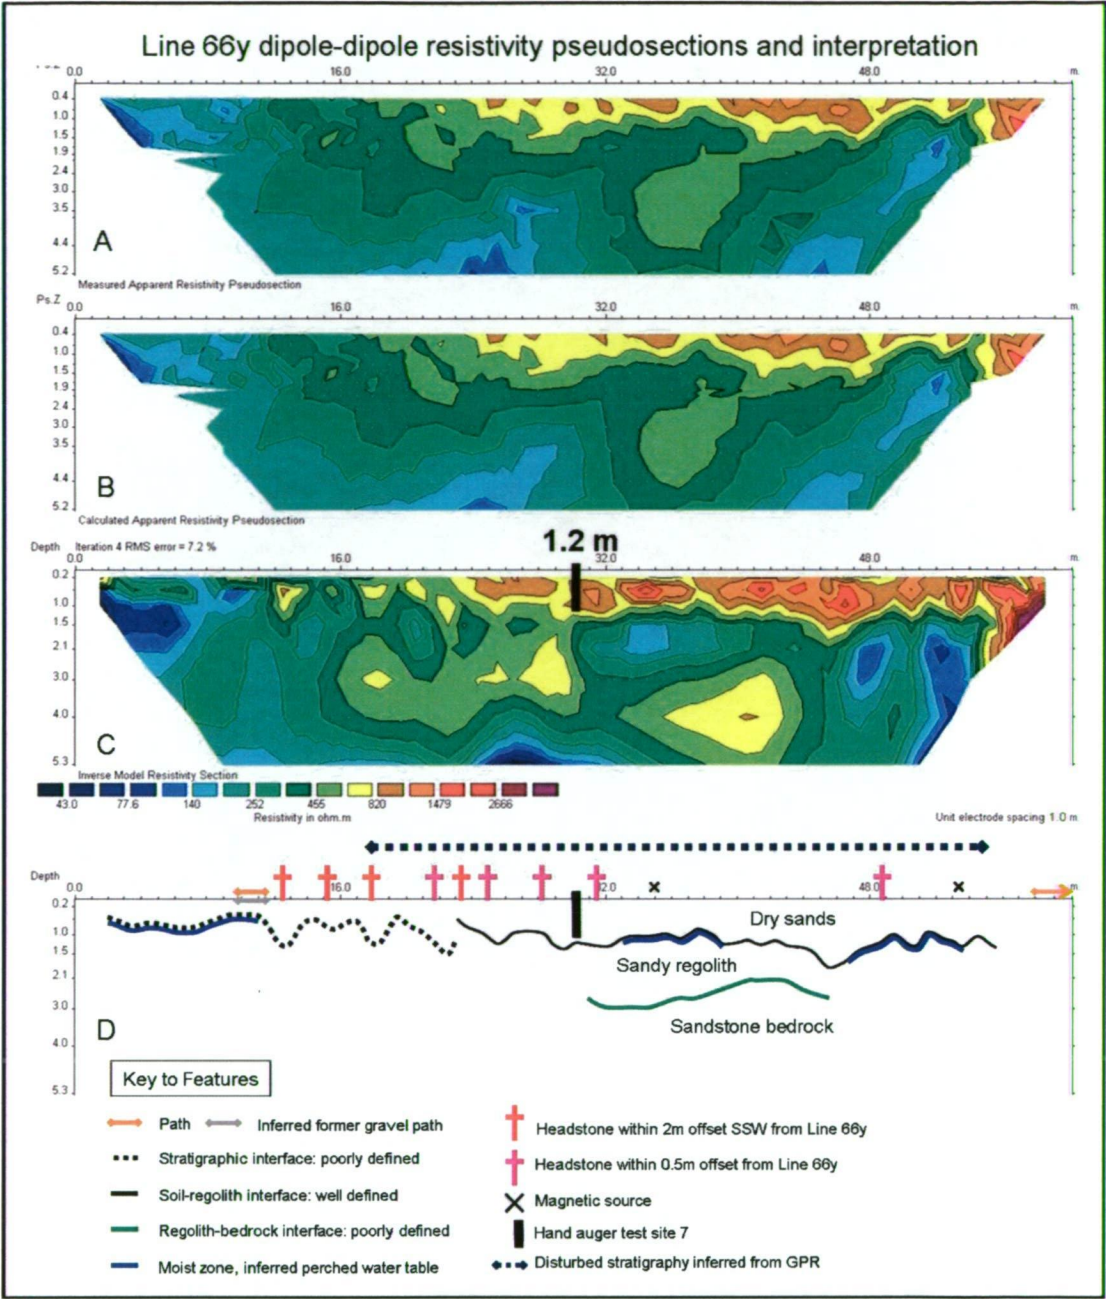 Line 66y dipole-dipole resistivity pseudosections and interpretation
0.0 16.0 32.0 48.0 m.
0.4
1.0
1.5
1.9
2.4
3.0
3.5
4.4
5.2
A
Measured Apparent Resistivity Pseudosection
Ps.Z 0.0 16.0 32.0 48.0 m.
0.4
1.0
1.5
1.9
2.4
3.0
3.5
4.4
5.2
B
Calculated Apparent Resistivity Pseudosection
1.2 m
Depth Iteration 4 RMS error = 7.2 %
0.0 16.0 32.0 48.0 m.
0.2
1.0
1.5
2.1
3.0
4.0
5.3
C
Inverse Model Resistivity Section
43.0 77.6 140 252 455 820 1479 2666
Resistivity in ohm.m
Unit electrode spacing 1.0 m
Depth
0.0 16.0 32.0 48.0 m
0.2
1.0
1.5
2.1
3.0
4.0
5.3
Dry sands
Sandy regolith
Sandstone bedrock
D
Key to Features
Path
Inferred former gravel path
Stratigraphic interface: poorly defined
Soil-regolith interface: well defined
Regolith-bedrock interface: poorly defined
Moist zone, inferred perched water table
Headstone within 2m offset SSW from Line 66y
Headstone within 0.5m offset from Line 66y
Magnetic source
Hand auger test site 7
Disturbed stratigraphy inferred from GPR